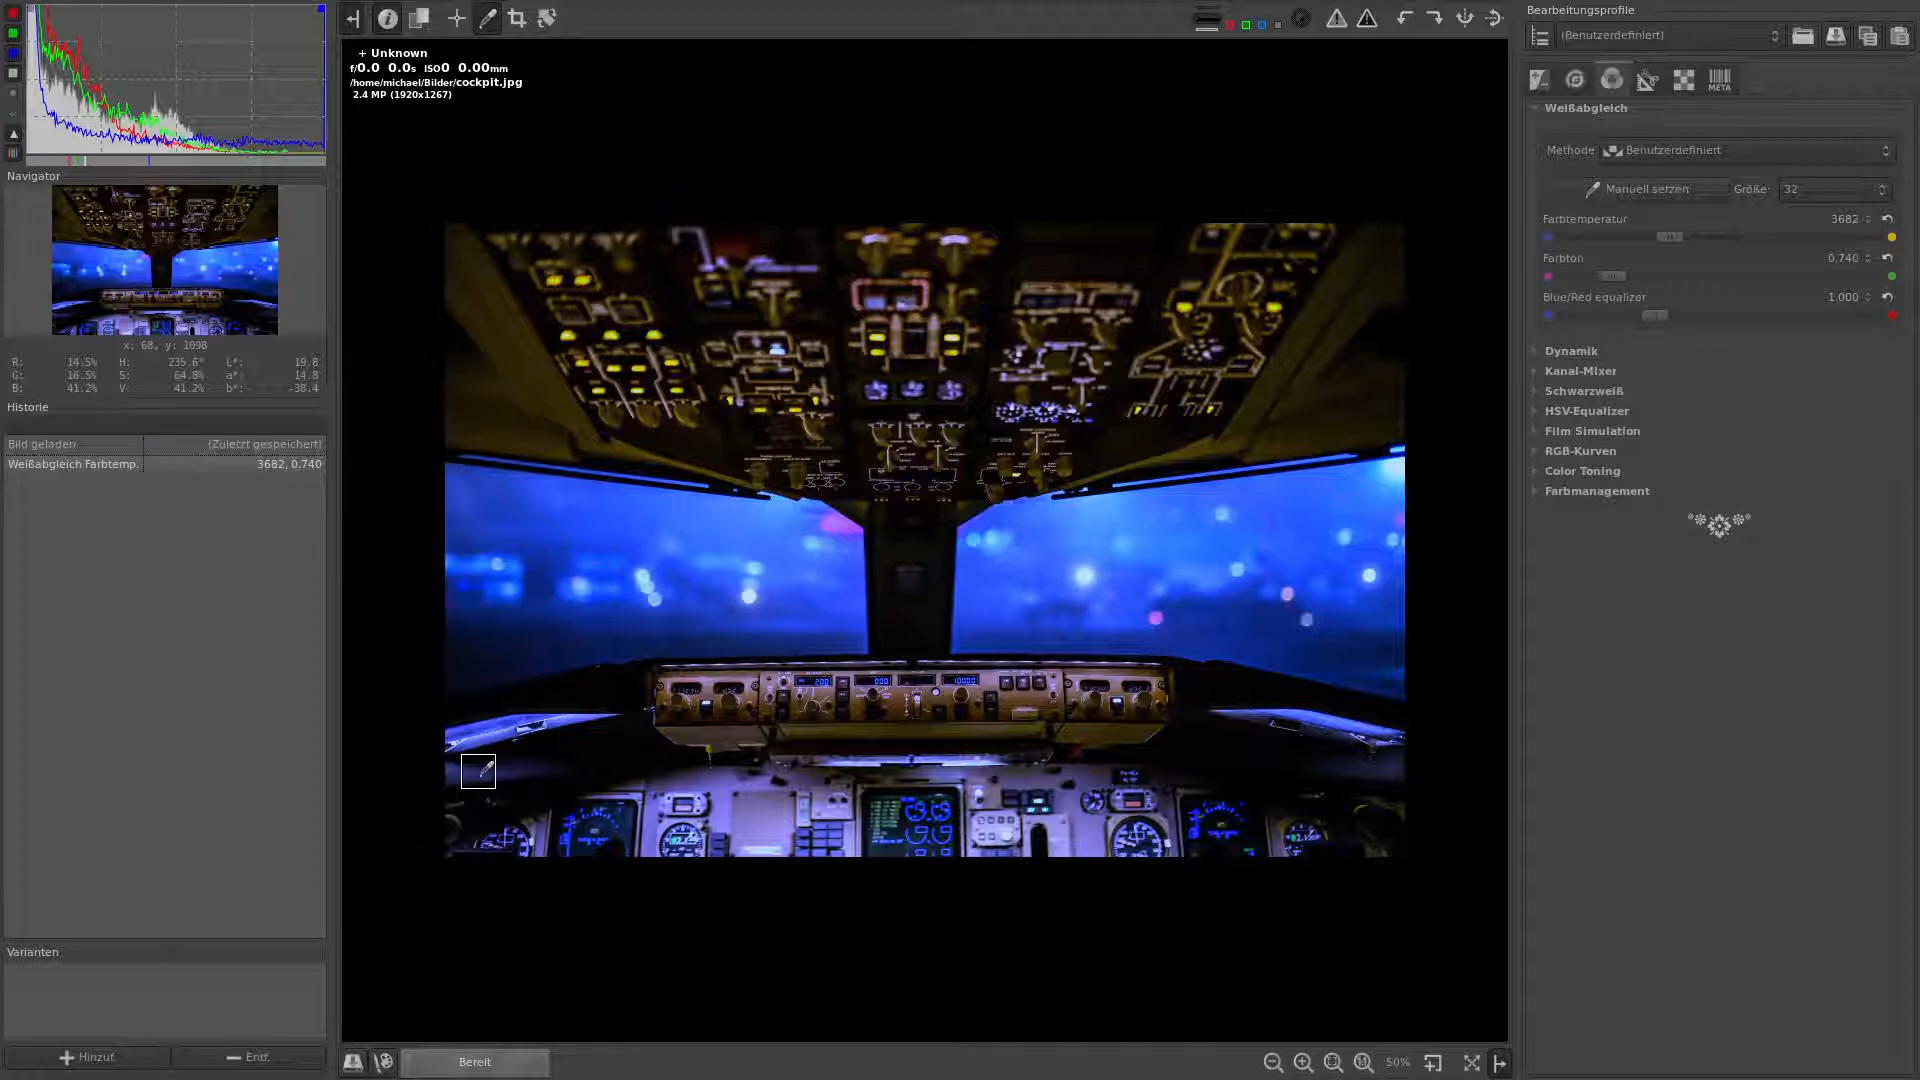 Navigator
x: 68, y: 1098
R: 14.5% H: 235.6° L*: 19.8
G: 16.5% S: 64.8% a*: 14.8
B: 41.2% V: 41.2% b*: -38.4
Historie
Bild geladen (Zuletzt gespeichert)
Weißabgleich Farbtemp. 3682, 0.740
Varianten
Hinzuf. Entf.
+ Unknown
f/0.0 0.0s ISO0 0.00mm
/home/michael/Bilder/cockpit.jpg
2.4 MP (1920x1267)
200
000
10000
Bereit
50%
Bearbeitungsprofile
(Benutzerdefiniert)
META
Weißabgleich
Methode Benutzerdefiniert
Manuell setzen Größe: 32
Farbtemperatur 3682
Farbton 0.740
Blue/Red equalizer 1.000
Dynamik
Kanal-Mixer
Schwarzweiß
HSV-Equalizer
Film Simulation
RGB-Kurven
Color Toning
Farbmanagement